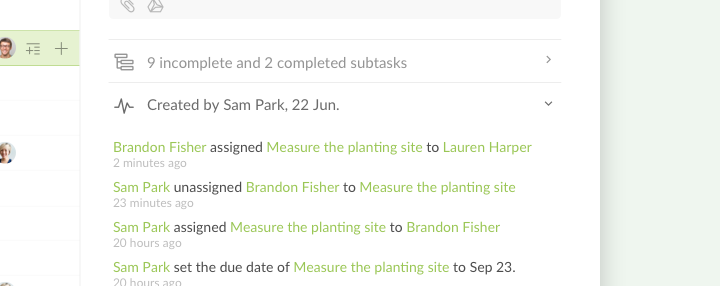 9 incomplete and 2 completed subtasks
Created by Sam Park, 22 Jun.
Brandon Fisher assigned Measure the planting site to Lauren Harper
2 minutes ago
Sam Park unassigned Brandon Fisher to Measure the planting site
23 minutes ago
Sam Park assigned Measure the planting site to Brandon Fisher
20 hours ago
Sam Park set the due date of Measure the planting site to Sep 23.
20 hours ago